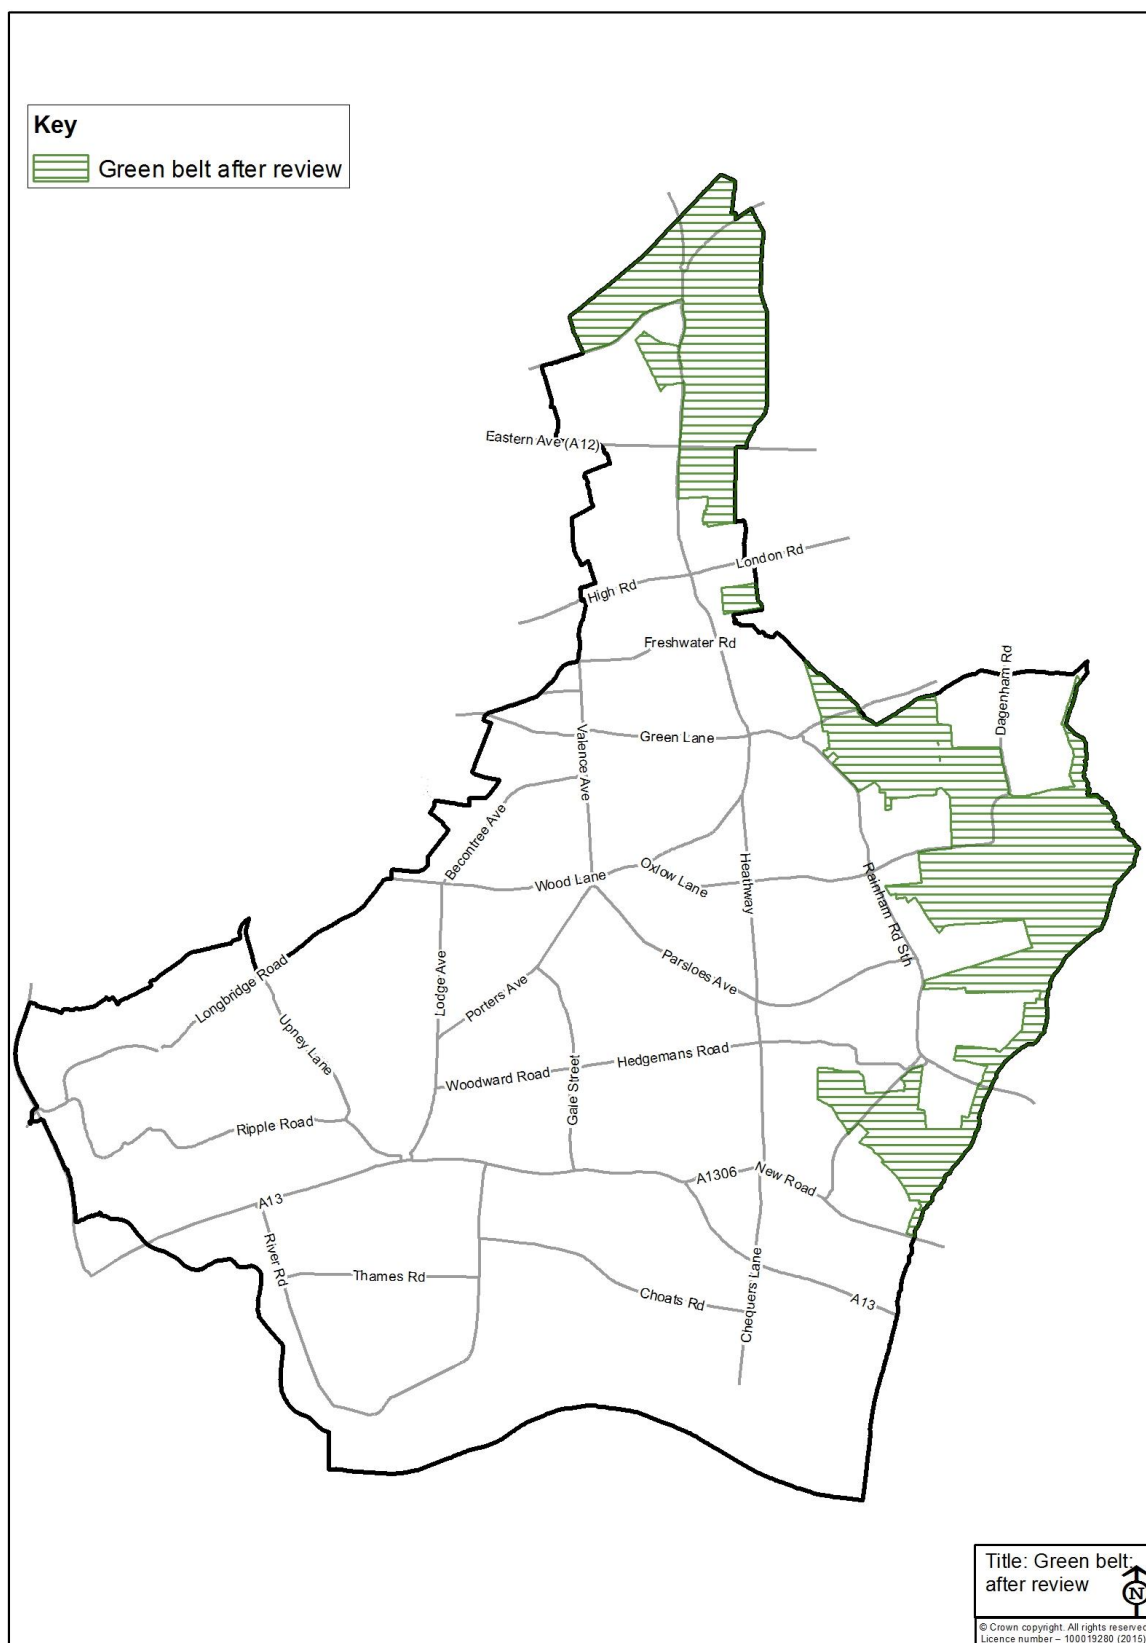 Key
Green belt after review
Eastern Ave (A12)
London Rd
High Rd
Freshwater Rd
Dagenham Rd
Green Lane
Valence Ave
Becontree Ave
Wood Lane
Oxlow Lane
Heathway
Rainham Rd Sth
Longbridge Road
Lodge Ave
Porters Ave
Parsloes Ave
Upney Lane
Woodward Road
Gale Street
Hedgemans Road
Ripple Road
A1306
New Road
A13
River Rd
Thames Rd
Choats Rd
Chequers Lane
A13
Title: Green belt:
after review
N
© Crown copyright. All rights reserved
Licence number – 100019280 (2016)